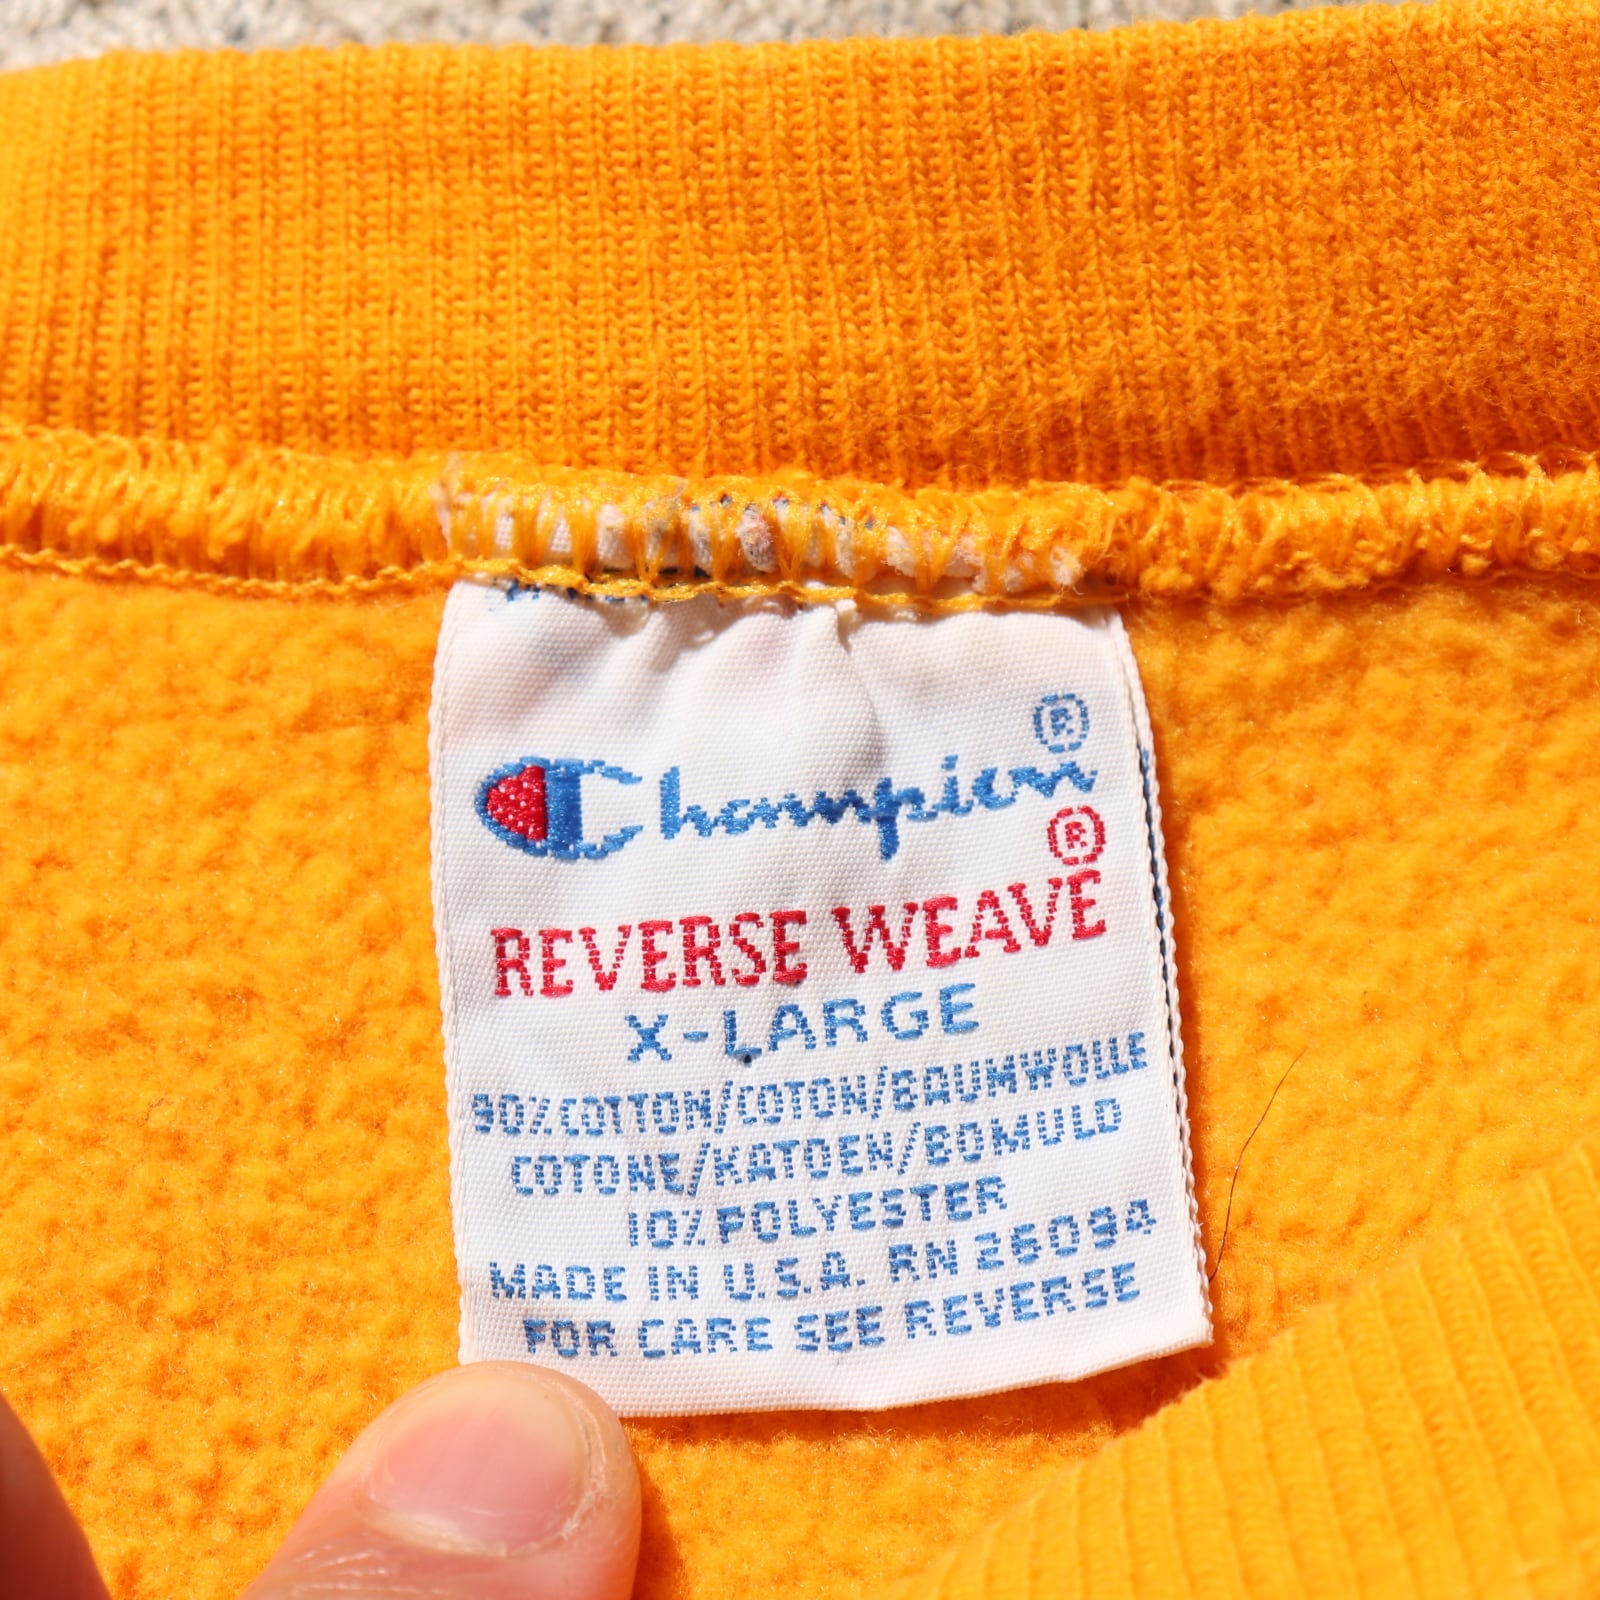 Champion®
®
REVERSE WEAVE
X-LARGE
90% COTTON/COTON/BAUMWOLLE
COTONE/KATOEN/BOMULD
10% POLYESTER
MADE IN U.S.A. RN 26094
FOR CARE SEE REVERSE